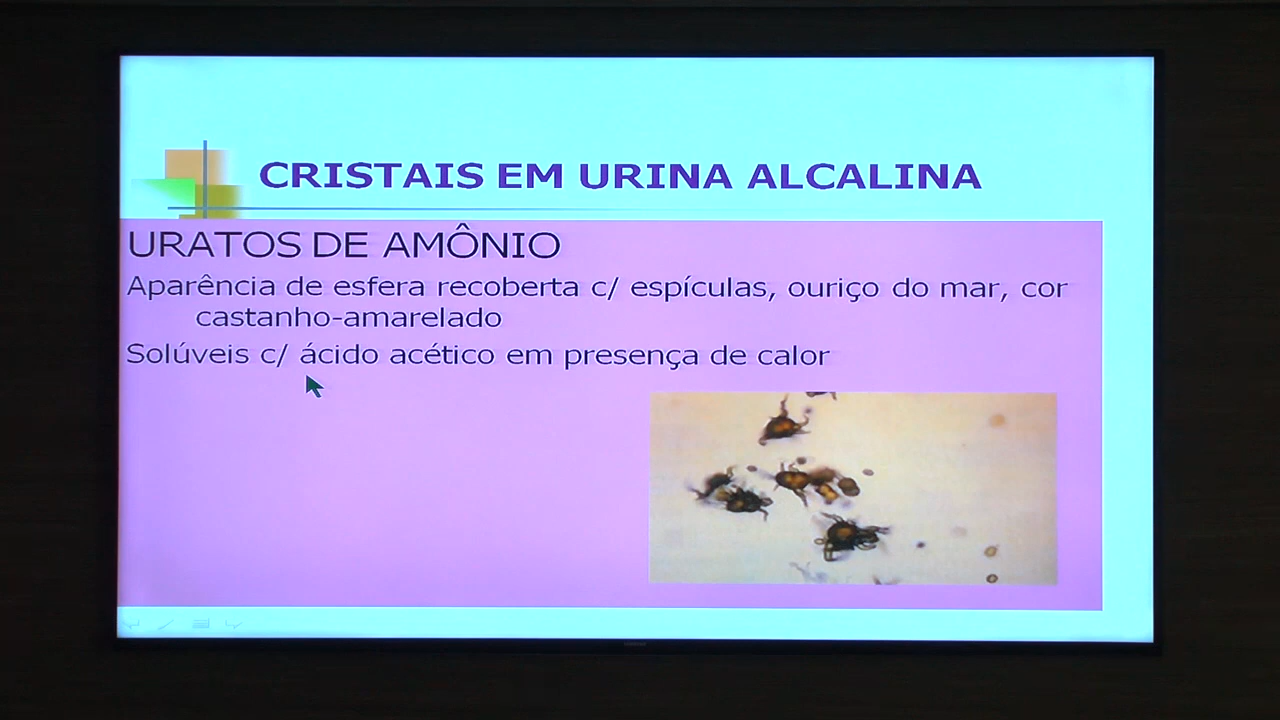 CRISTAIS EM URINA ALCALINA
URATOS DE AMÔNIO
Aparência de esfera recoberta c/ espículas, ouriço do mar, cor
castanho-amarelado
Solúveis c/ ácido acético em presença de calor